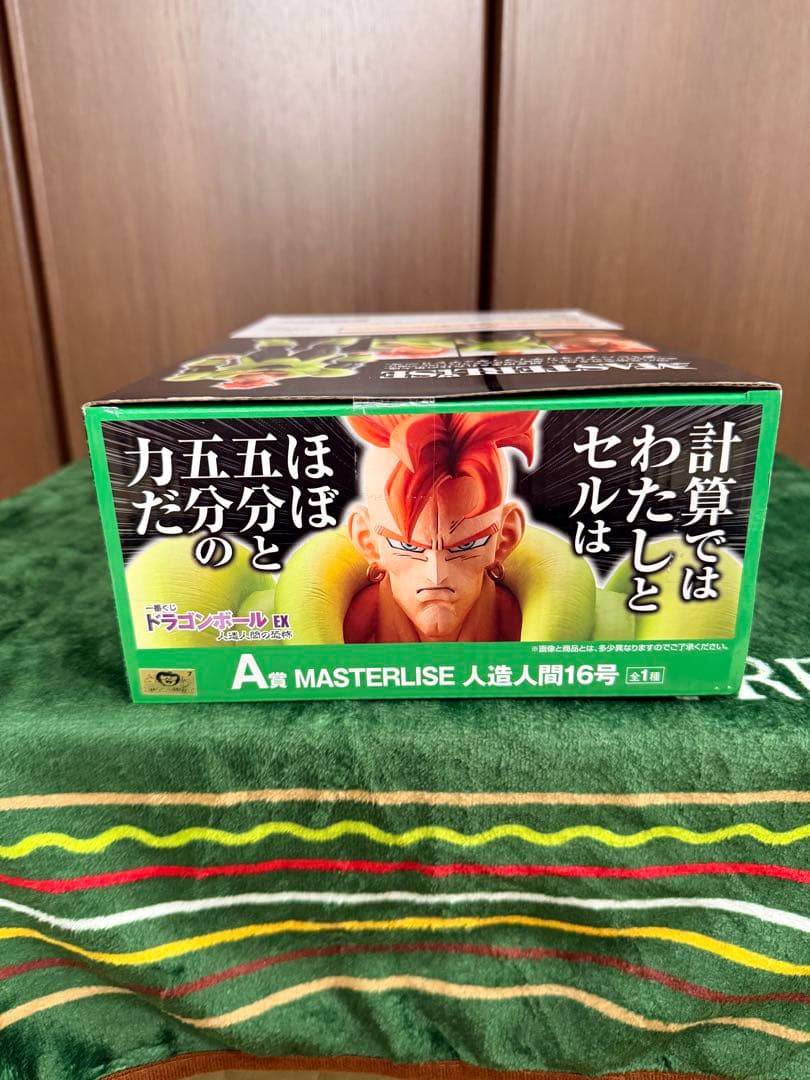 MASTERLISE
計算では
わたしと
セルは
ほぼ
五分と
五分の
力だ
一番くじ
ドラゴンボール EX
人造人間の恐怖
※画像と商品とは、多少異なりますのでご了承ください。
A賞 MASTERLISE 人造人間16号 全1種